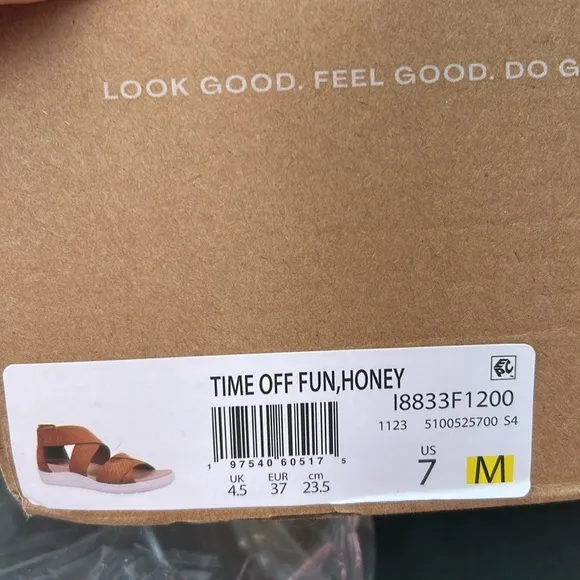 LOOK GOOD. FEEL GOOD. DO G
TIME OFF FUN,HONEY
I8833F1200
1123 5100525700 S4
1 97540 60517 5
UK EUR cm
4.5 37 23.5
US
7 M